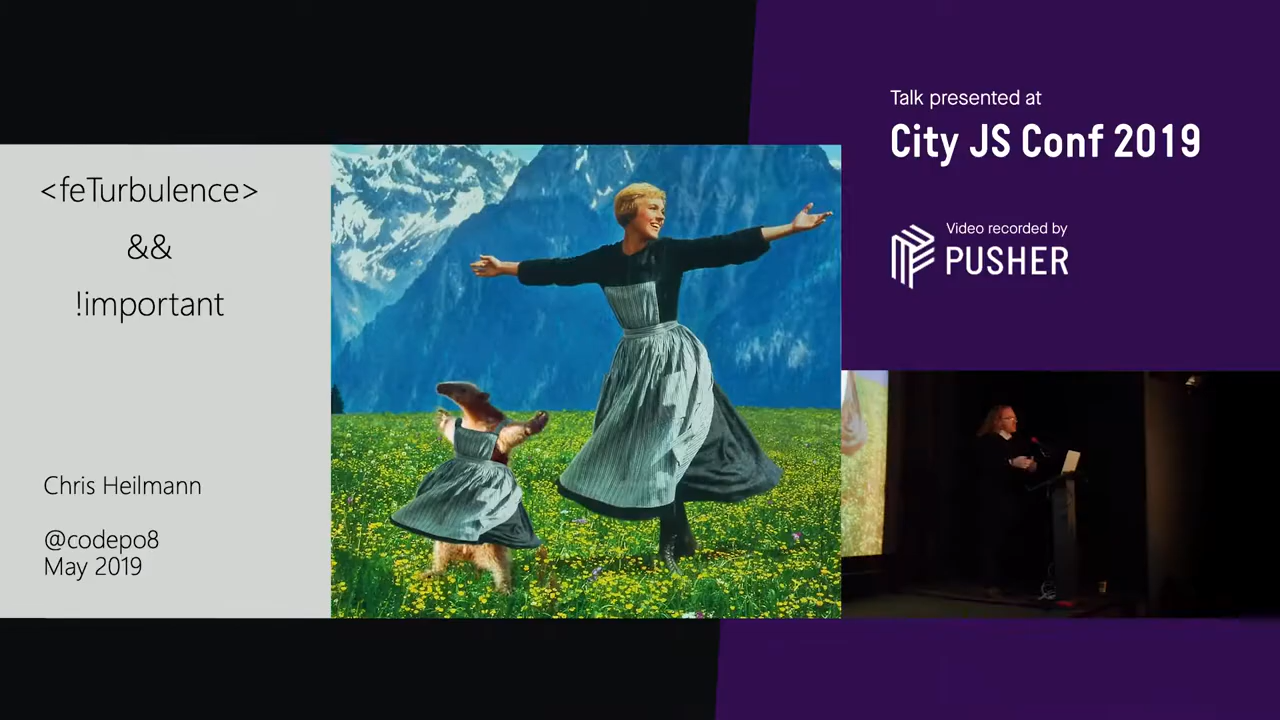 <feTurbulence>
&&
!important
Chris Heilmann
@codepo8
May 2019
Talk presented at
City JS Conf 2019
Video recorded by
PUSHER